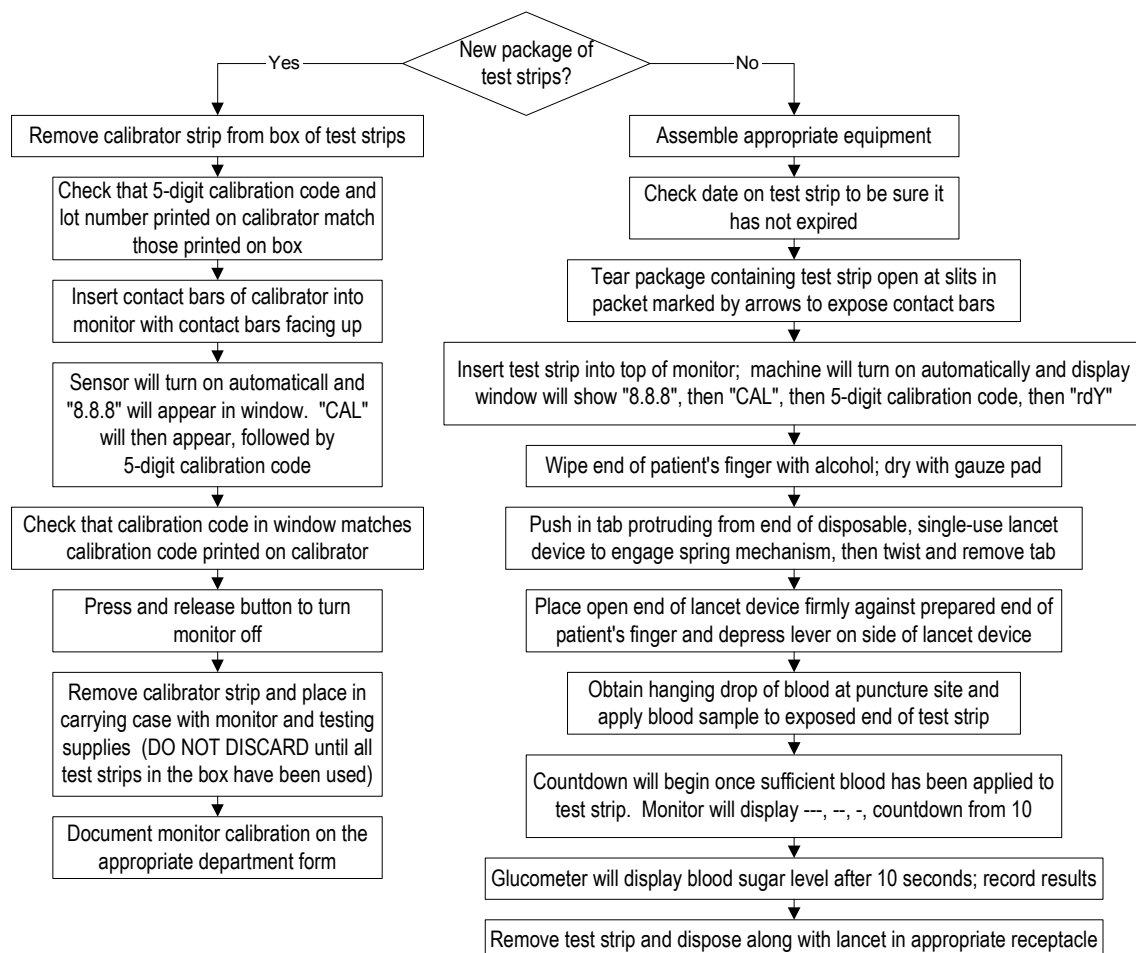 New package of
test strips?
Yes
No
Remove calibrator strip from box of test strips
Check that 5-digit calibration code and
lot number printed on calibrator match
those printed on box
Insert contact bars of calibrator into
monitor with contact bars facing up
Sensor will turn on automaticall and
"8.8.8" will appear in window.  "CAL"
will then appear, followed by
5-digit calibration code
Check that calibration code in window matches
calibration code printed on calibrator
Press and release button to turn
monitor off
Remove calibrator strip and place in
carrying case with monitor and testing
supplies  (DO NOT DISCARD until all
test strips in the box have been used)
Document monitor calibration on the
appropriate department form
Assemble appropriate equipment
Check date on test strip to be sure it
has not expired
Tear package containing test strip open at slits in
packet marked by arrows to expose contact bars
Insert test strip into top of monitor;  machine will turn on automatically and display
window will show "8.8.8", then "CAL", then 5-digit calibration code, then "rdY"
Wipe end of patient's finger with alcohol; dry with gauze pad
Push in tab protruding from end of disposable, single-use lancet
device to engage spring mechanism, then twist and remove tab
Place open end of lancet device firmly against prepared end of
patient's finger and depress lever on side of lancet device
Obtain hanging drop of blood at puncture site and
apply blood sample to exposed end of test strip
Countdown will begin once sufficient blood has been applied to
test strip.  Monitor will display ---, --, -, countdown from 10
Glucometer will display blood sugar level after 10 seconds; record results
Remove test strip and dispose along with lancet in appropriate receptacle